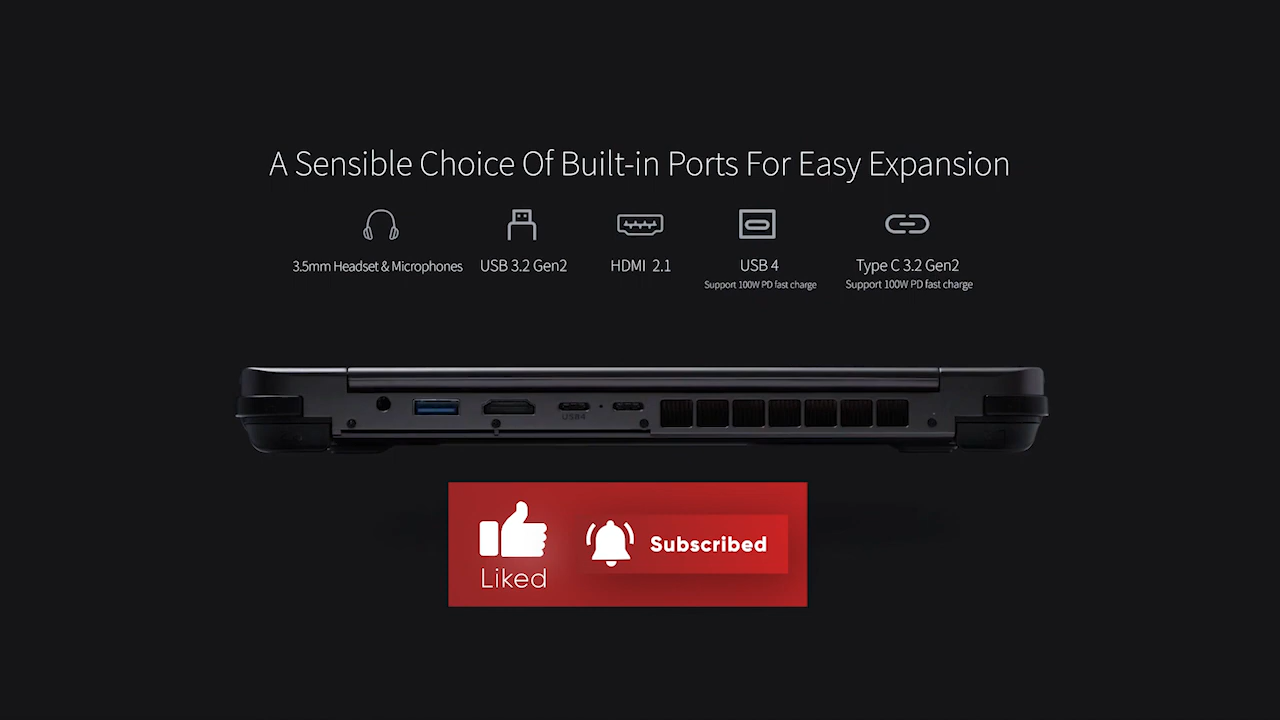 A Sensible Choice Of Built-in Ports For Easy Expansion
3.5mm Headset & Microphones
USB 3.2 Gen2
HDMI 2.1
USB 4
Support 100W PD fast charge
Type C 3.2 Gen2
Support 100W PD fast charge
USB4
Liked
Subscribed